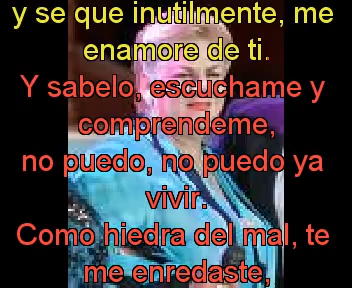 y se que inutilmente, me
enamore de ti.
Y sabelo, escuchame y
comprendeme,
no puedo, no puedo ya
vivir.
Como hiedra del mal, te
me enredaste,